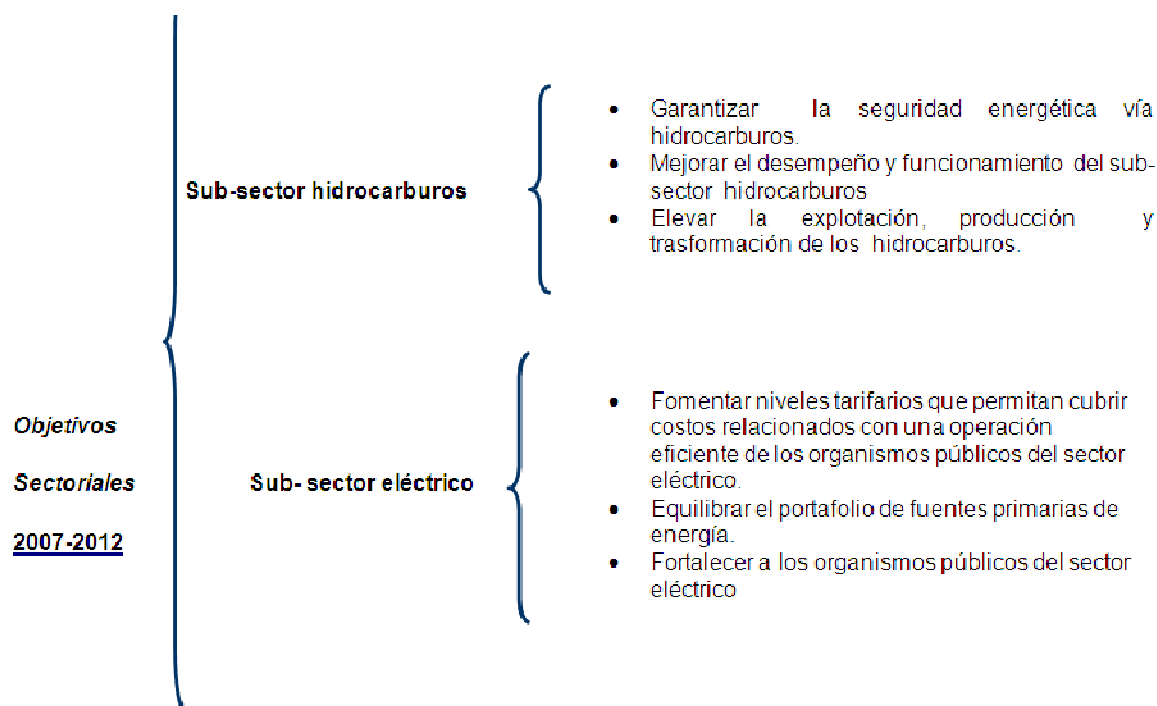 Sub-sector hidrocarburos
• Garantizar la seguridad energética vía
hidrocarburos.
• Mejorar el desempeño y funcionamiento del sub-
sector hidrocarburos
• Elevar la explotación, producción y
trasformación de los hidrocarburos.
Objetivos
Sectoriales
2007-2012
Sub- sector eléctrico
• Fomentar niveles tarifarios que permitan cubrir
costos relacionados con una operación
eficiente de los organismos públicos del sector
eléctrico.
• Equilibrar el portafolio de fuentes primarias de
energía.
• Fortalecer a los organismos públicos del sector
eléctrico